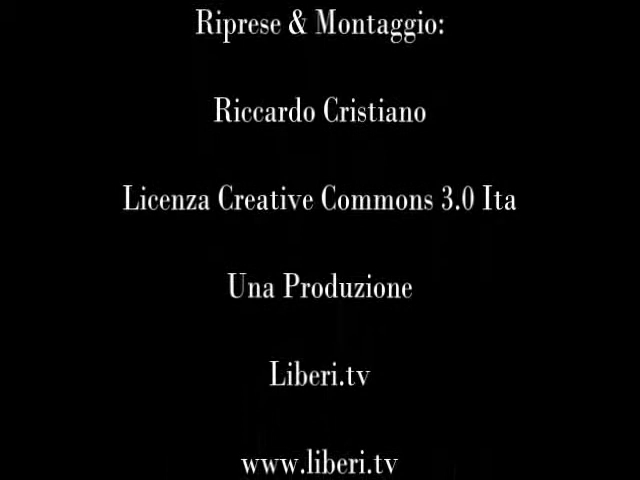 Riprese & Montaggio:
Riccardo Cristiano
Licenza Creative Commons 3.0 Ita
Una Produzione
Liberi.tv
www.liberi.tv